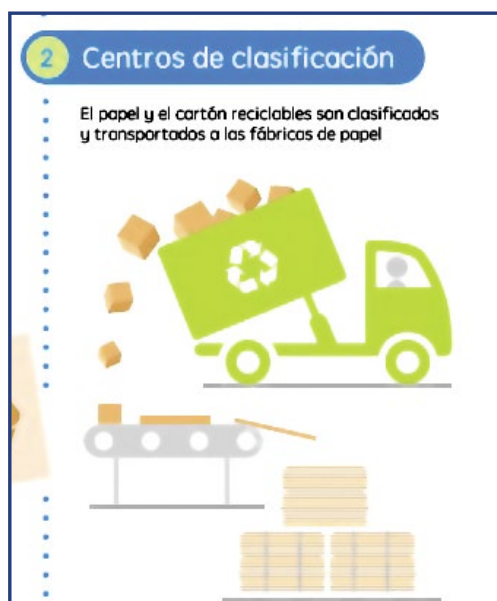 2 Centros de clasificación
El papel y el cartón reciclables son clasificados
y transportados a las fábricas de papel